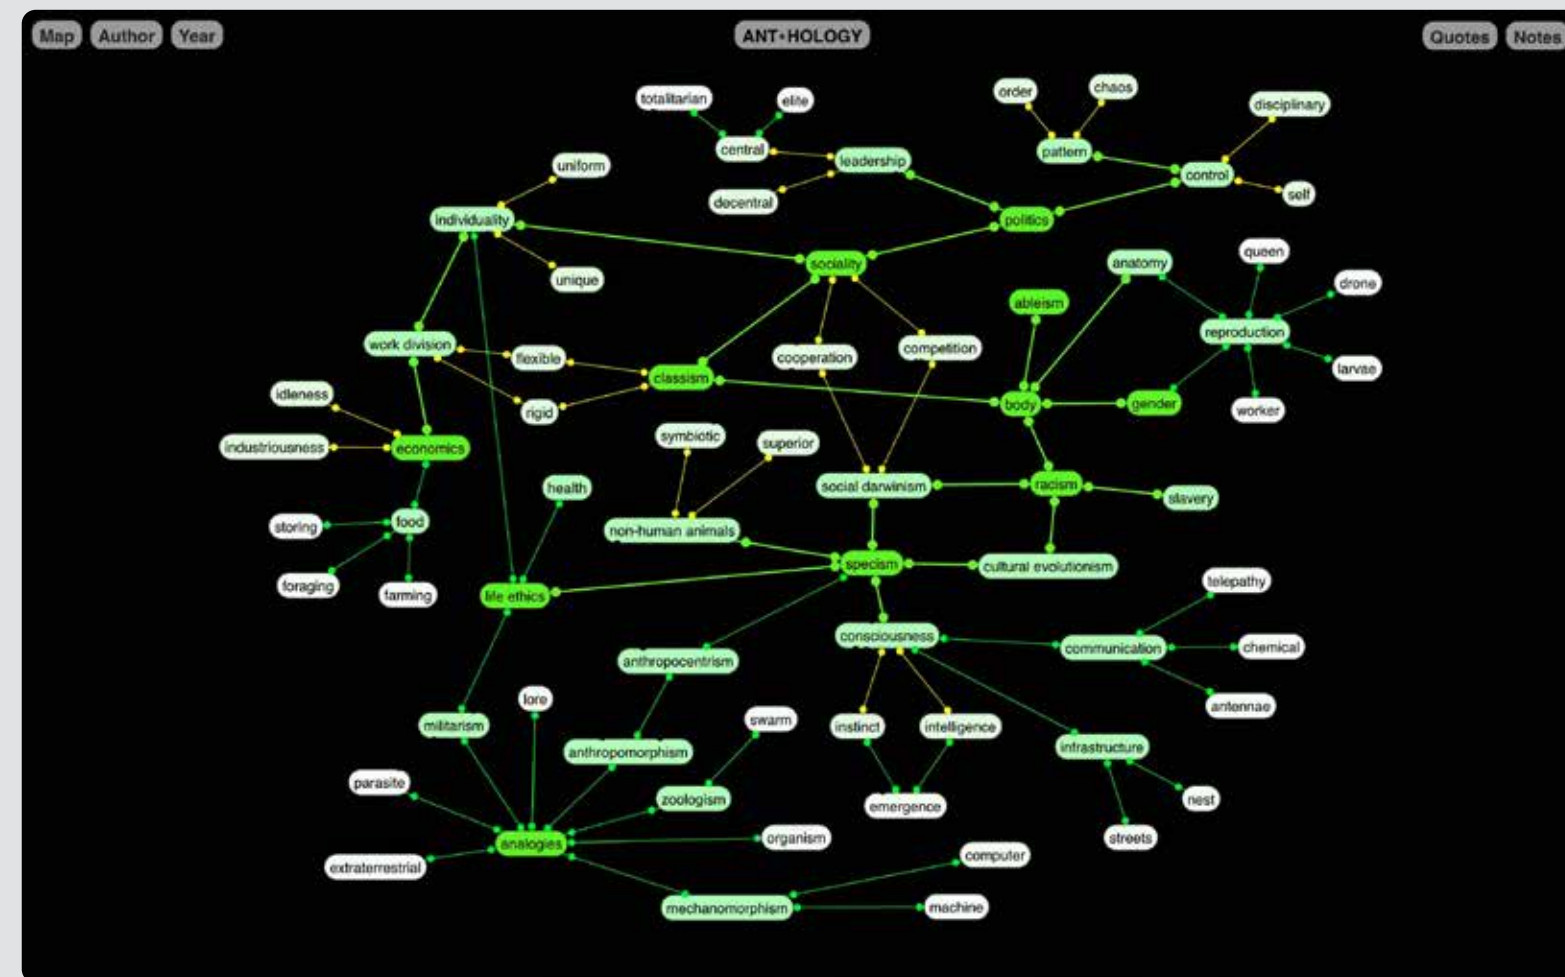 Map
Author
Year
ANT•HOLOGY
Quotes
Notes
totalitarian
elite
order
chaos
disciplinary
central
leadership
pattern
control
uniform
decentral
self
individuality
politics
queen
sociality
anatomy
unique
drone
ableism
reproduction
work division
flexible
cooperation
competition
larvae
classism
idleness
rigid
body
gender
worker
symbiotic
superior
industriousness
economics
health
social darwinism
racism
slavery
storing
food
non-human animals
specism
cultural evolutionism
foraging
farming
life ethics
telepathy
consciousness
communication
chemical
anthropocentrism
lore
antennae
militarism
swarm
instinct
intelligence
anthropomorphism
infrastructure
parasite
zoologism
emergence
nest
analogies
organism
streets
extraterrestrial
computer
mechanomorphism
machine